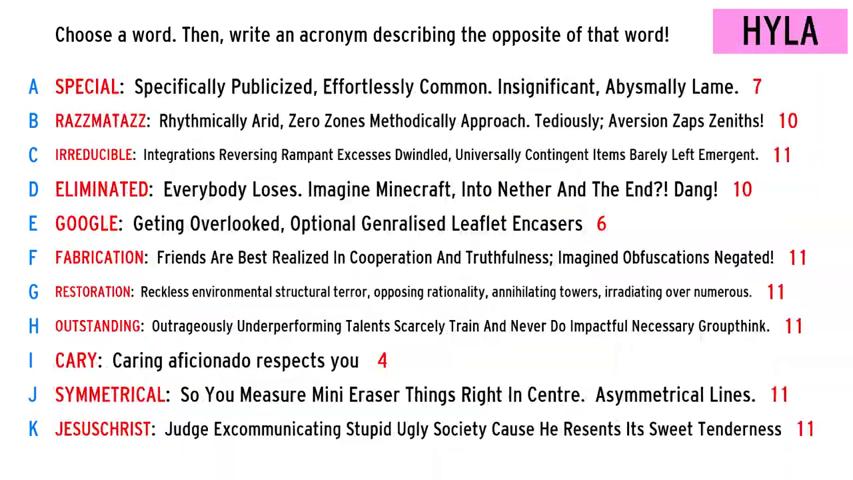 Choose a word. Then, write an acronym describing the opposite of that word!
HYLA
A SPECIAL: Specifically Publicized, Effortlessly Common. Insignificant, Abysmally Lame. 7
B RAZZMATAZZ: Rhythmically Arid, Zero Zones Methodically Approach. Tediously; Aversion Zaps Zeniths! 10
C IRREDUCIBLE: Integrations Reversing Rampant Excesses Dwindled, Universally Contingent Items Barely Left Emergent. 11
D ELIMINATED: Everybody Loses. Imagine Minecraft, Into Nether And The End?! Dang! 10
E GOOGLE: Geting Overlooked, Optional Genralised Leaflet Encasers 6
F FABRICATION: Friends Are Best Realized In Cooperation And Truthfulness; Imagined Obfuscations Negated! 11
G RESTORATION: Reckless environmental structural terror, opposing rationality, annihilating towers, irradiating over numerous. 11
H OUTSTANDING: Outrageously Underperforming Talents Scarcely Train And Never Do Impactful Necessary Groupthink. 11
I CARY: Caring aficionado respects you 4
J SYMMETRICAL: So You Measure Mini Eraser Things Right In Centre. Asymmetrical Lines. 11
K JESUSCHRIST: Judge Excommunicating Stupid Ugly Society Cause He Resents Its Sweet Tenderness 11